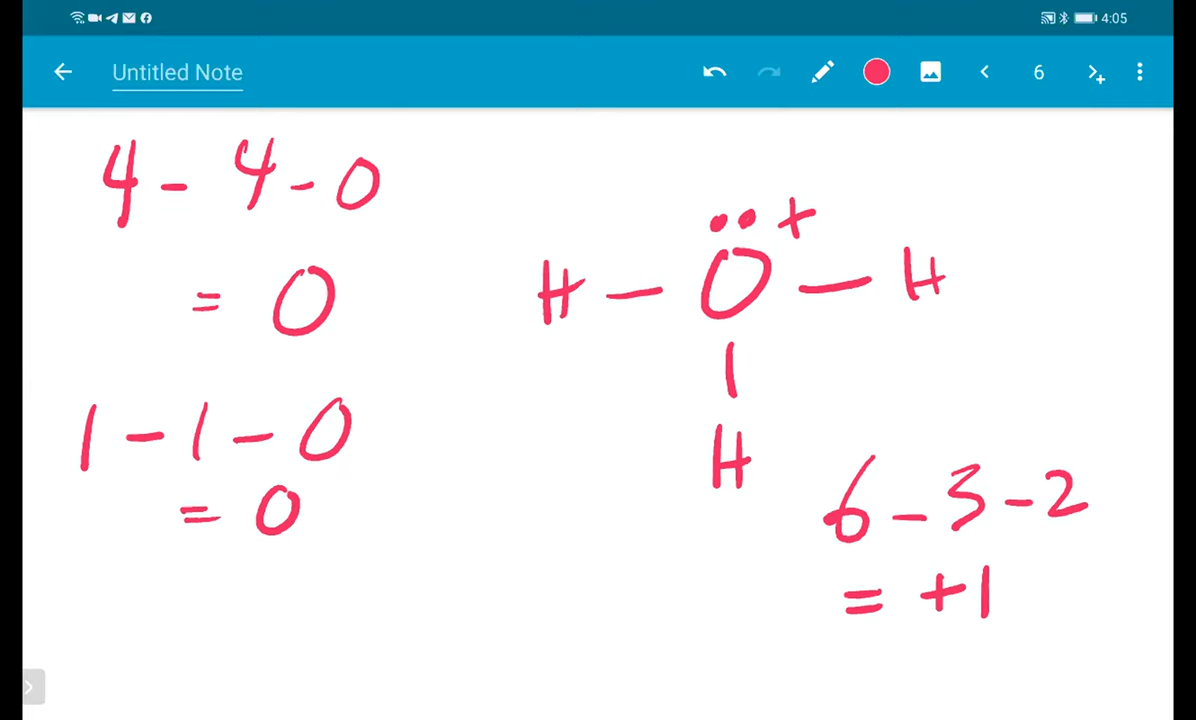 4:05
Untitled Note
6
4 - 4 - 0
= 0
1 - 1 - 0
= 0
+
H - O - H
|
H
6 - 3 - 2
= +1